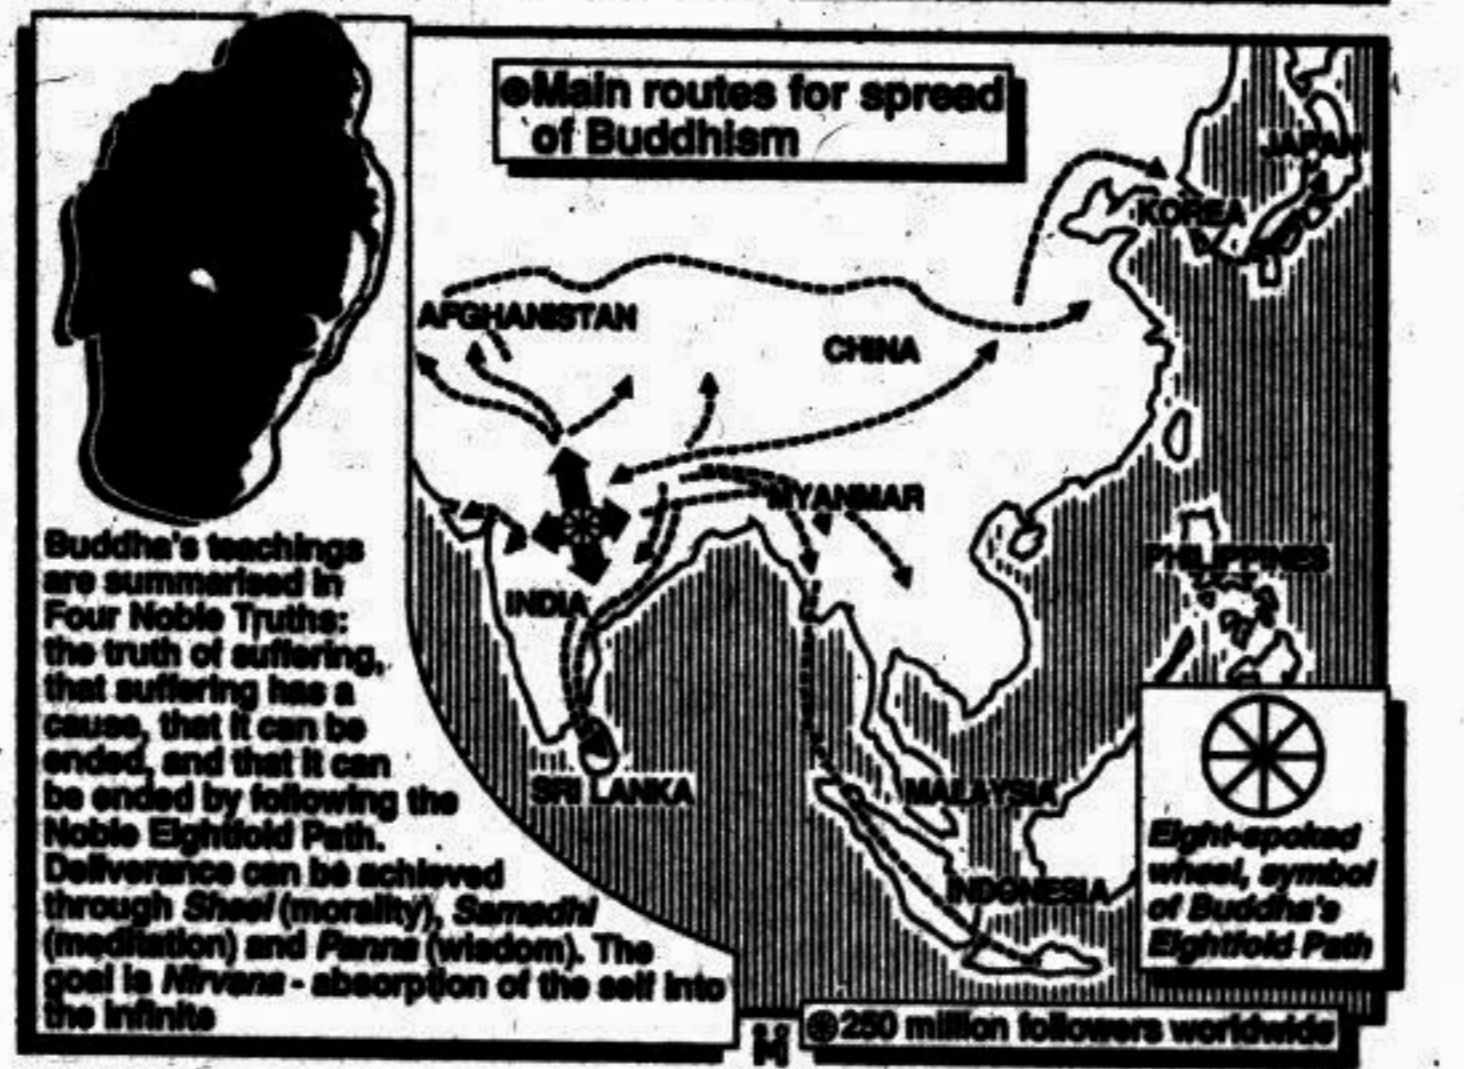 Main routes for spread
of Buddhism
JAPAN
KOREA
AFGHANISTAN
CHINA
MYANMAR
PHILIPPINES
INDIA
SRI LANKA
MALAYSIA
INDONESIA
Buddha's teachings
are summarised in
Four Noble Truths:
the truth of suffering,
that suffering has a
cause, that it can be
ended, and that it can
be ended by following the
Noble Eightfold Path.
Deliverance can be achieved
through Sheel (morality), Samadhi
(meditation) and Panna (wisdom). The
goal is Nirvana - absorption of the self into
the infinite
Eight-spoked
wheel, symbol
of Buddha's
Eightfold Path
250 million followers worldwide